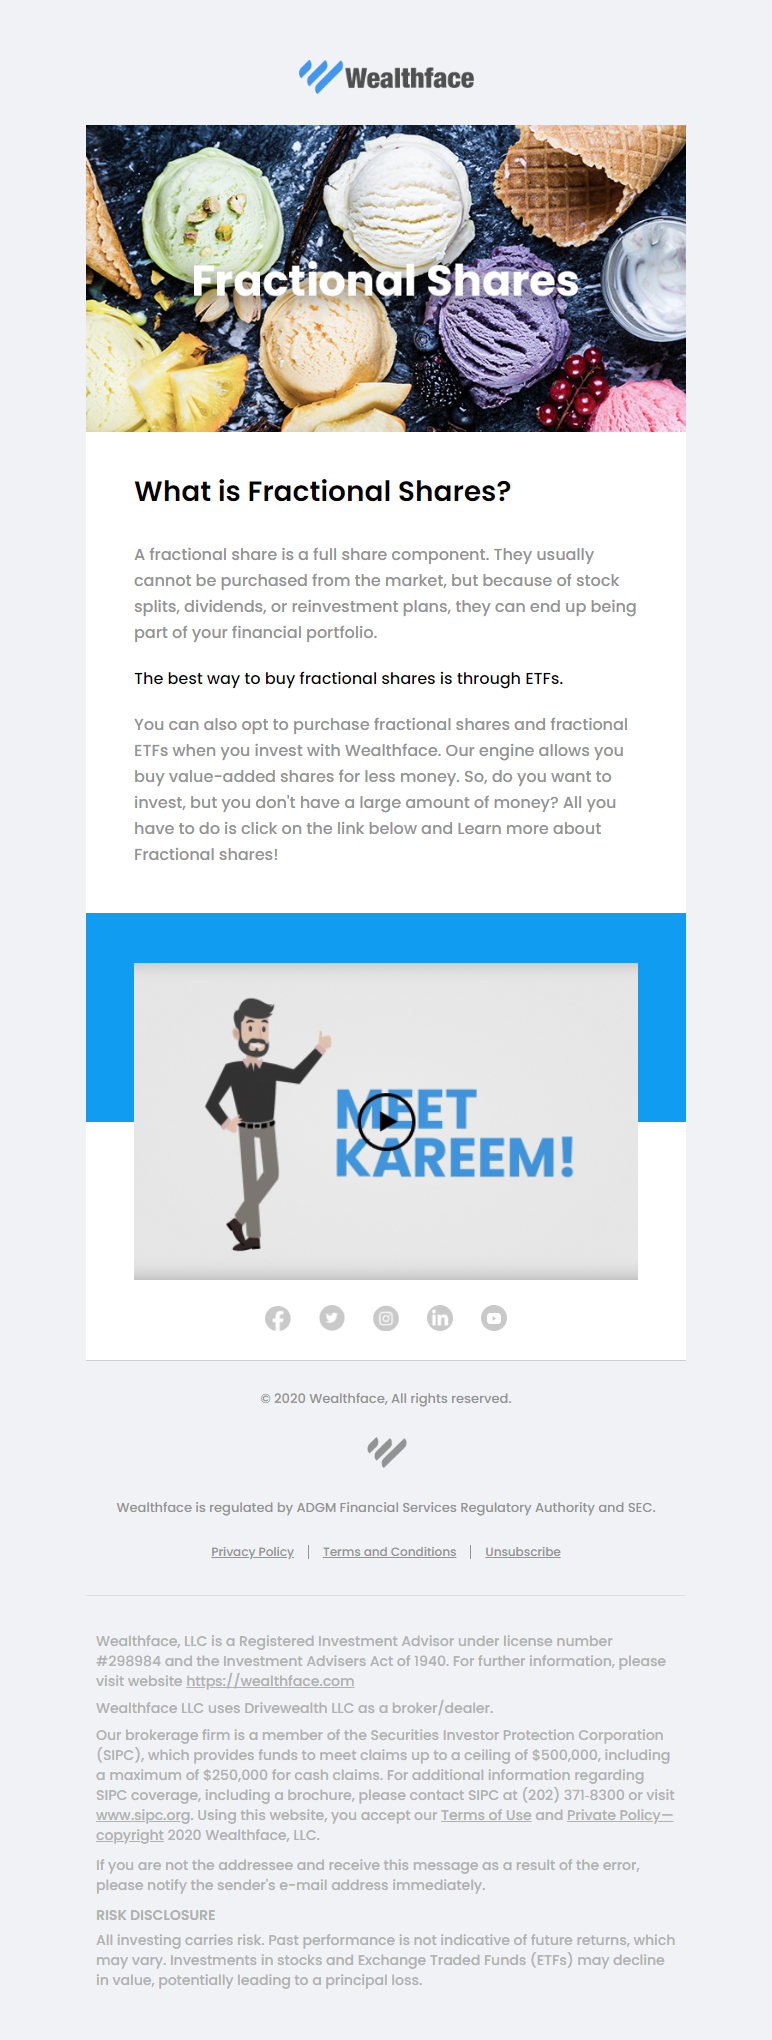 Wealthface
Fractional Shares
What is Fractional Shares?
A fractional share is a full share component. They usually
cannot be purchased from the market, but because of stock
splits, dividends, or reinvestment plans, they can end up being
part of your financial portfolio.
The best way to buy fractional shares is through ETFs.
You can also opt to purchase fractional shares and fractional
ETFs when you invest with Wealthface. Our engine allows you
buy value-added shares for less money. So, do you want to
invest, but you don't have a large amount of money? All you
have to do is click on the link below and Learn more about
Fractional shares!
MEET
KAREEM!
© 2020 Wealthface, All rights reserved.
Wealthface is regulated by ADGM Financial Services Regulatory Authority and SEC.
Privacy Policy | Terms and Conditions | Unsubscribe
Wealthface, LLC is a Registered Investment Advisor under license number
#298984 and the Investment Advisers Act of 1940. For further information, please
visit website https://wealthface.com
Wealthface LLC uses Drivewealth LLC as a broker/dealer.
Our brokerage firm is a member of the Securities Investor Protection Corporation
(SIPC), which provides funds to meet claims up to a ceiling of $500,000, including
a maximum of $250,000 for cash claims. For additional information regarding
SIPC coverage, including a brochure, please contact SIPC at (202) 371-8300 or visit
www.sipc.org. Using this website, you accept our Terms of Use and Private Policy—
copyright 2020 Wealthface, LLC.
If you are not the addressee and receive this message as a result of the error,
please notify the sender's e-mail address immediately.
RISK DISCLOSURE
All investing carries risk. Past performance is not indicative of future returns, which
may vary. Investments in stocks and Exchange Traded Funds (ETFs) may decline
in value, potentially leading to a principal loss.